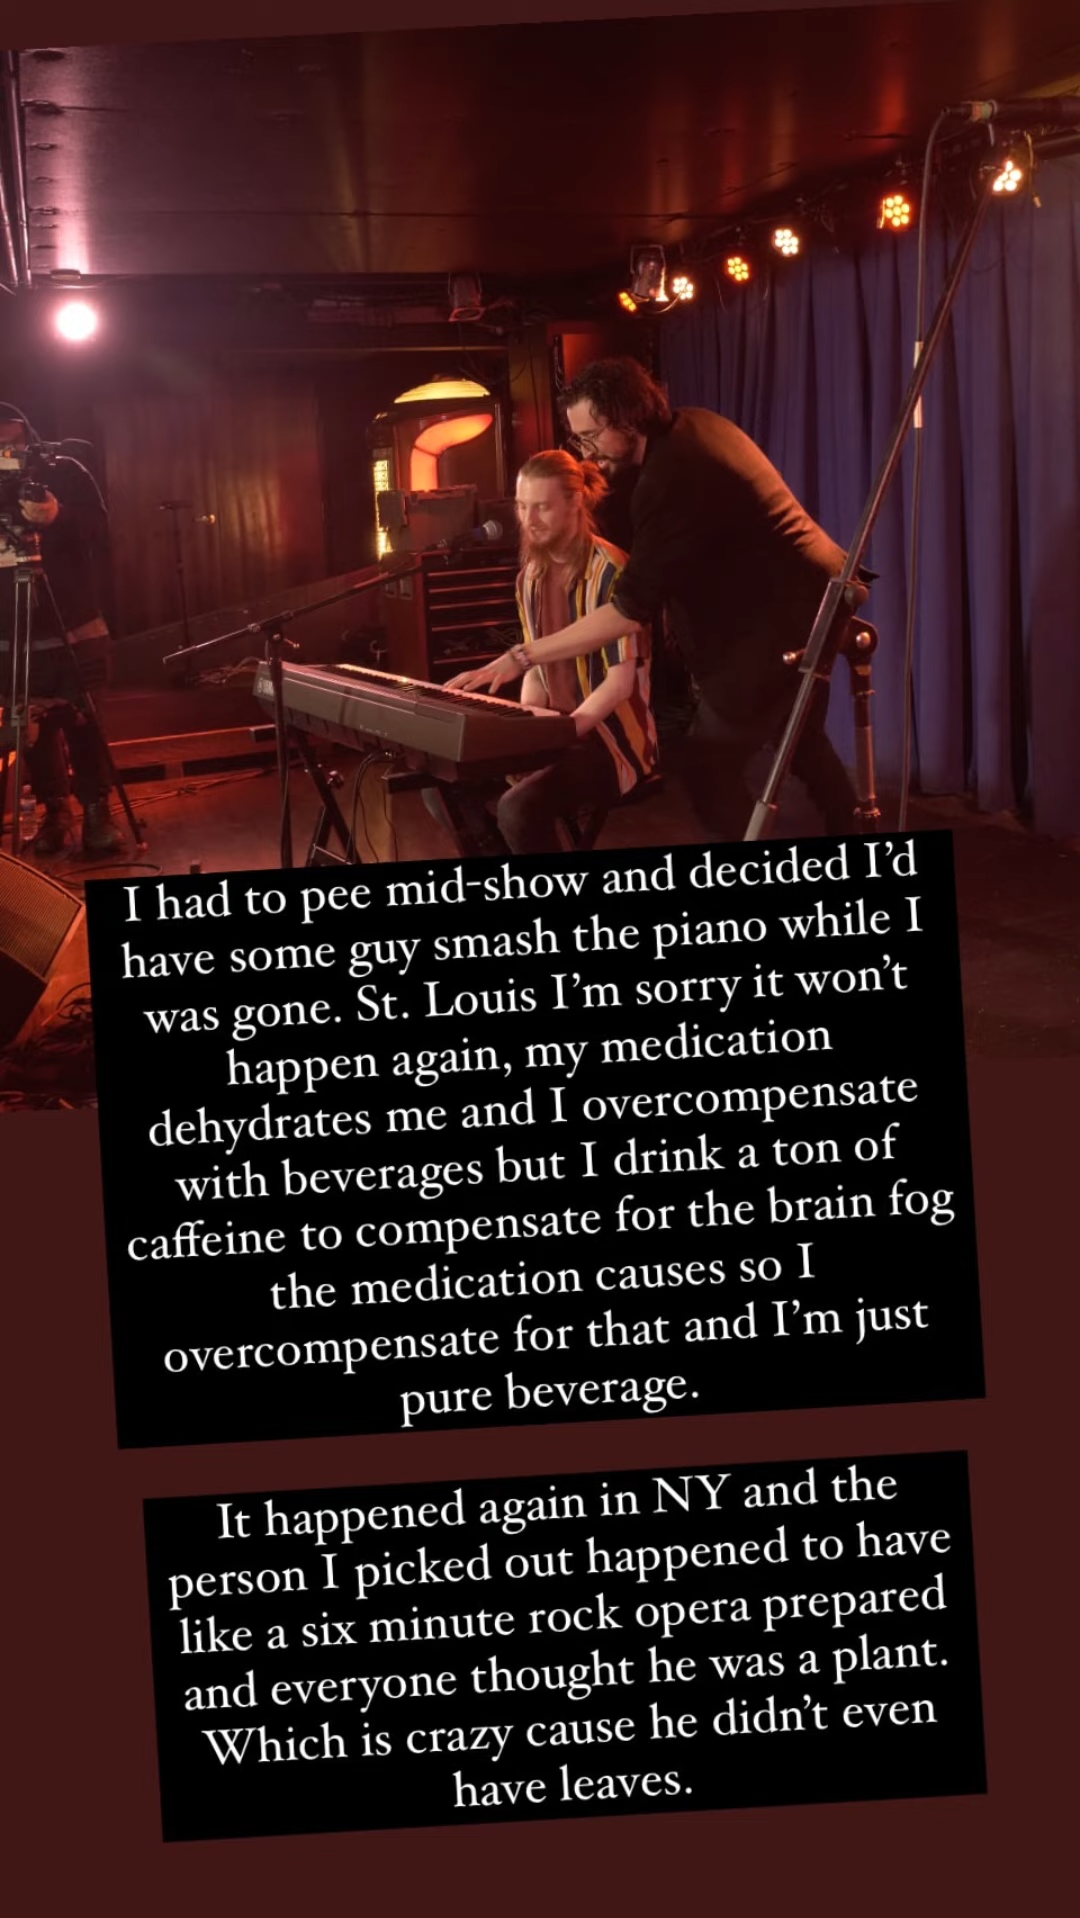 I had to pee mid-show and decided I'd
have some guy smash the piano while I
was gone. St. Louis I'm sorry it won't
happen again, my medication
dehydrates me and I overcompensate
with beverages but I drink a ton of
caffeine to compensate for the brain fog
the medication causes so I
overcompensate for that and I'm just
pure beverage.
It happened again in NY and the
person I picked out happened to have
like a six minute rock opera prepared
and everyone thought he was a plant.
Which is crazy cause he didn't even
have leaves.